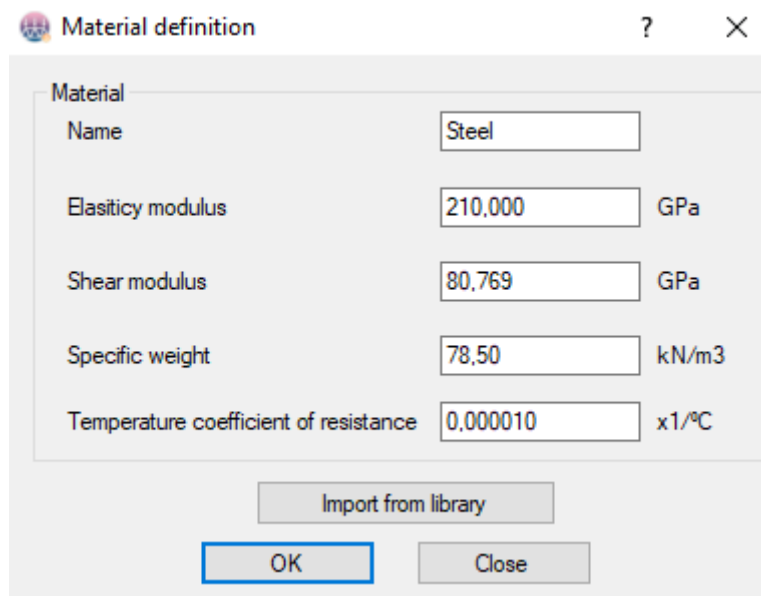 Material definition ?
Material
Name Steel
Elasiticy modulus 210,000 GPa
Shear modulus 80,769 GPa
Specific weight 78,50 kN/m3
Temperature coefficient of resistance 0,000010 x1/ºC
Import from library
OK Close